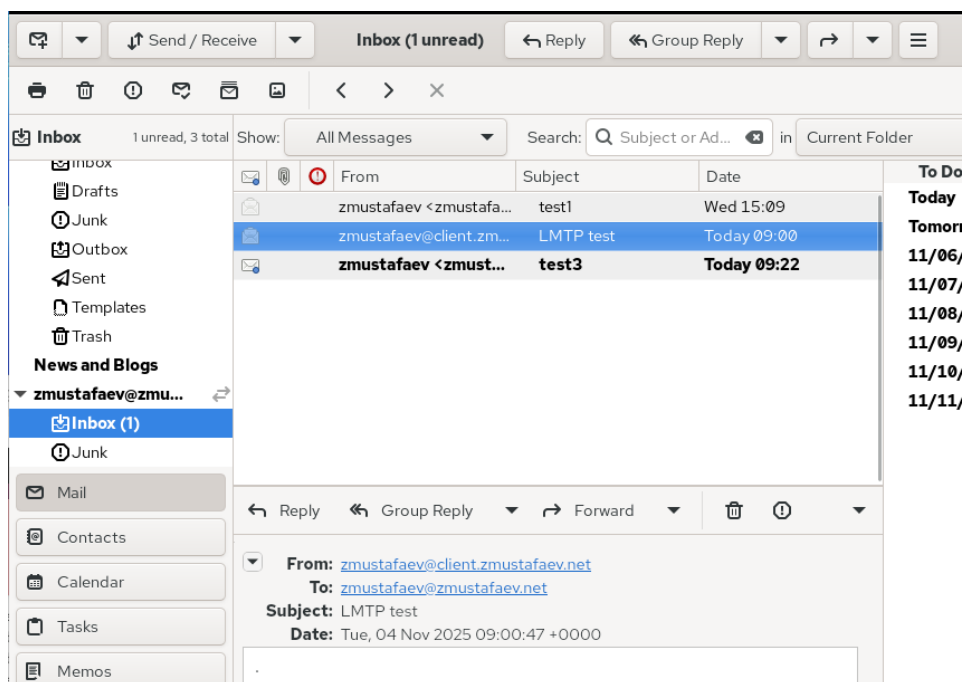 Send / Receive Inbox (1 unread) Reply Group Reply
Inbox 1 unread, 3 total Show: All Messages Search: Subject or Ad... in Current Folder
Inbox
Drafts
Junk
Outbox
Sent
Templates
Trash
News and Blogs
zmustafaev@zmu...
Inbox (1)
Junk
Mail
Contacts
Calendar
Tasks
Memos
From Subject Date
zmustafaev <zmustafa... test1 Wed 15:09
zmustafaev@client.zm... LMTP test Today 09:00
zmustafaev <zmust... test3 Today 09:22
Reply Group Reply Forward
From: zmustafaev@client.zmustafaev.net
To: zmustafaev@zmustafaev.net
Subject: LMTP test
Date: Tue, 04 Nov 2025 09:00:47 +0000
.
To Do
Today
Tomorr
11/06/
11/07/
11/08/
11/09/
11/10/
11/11/